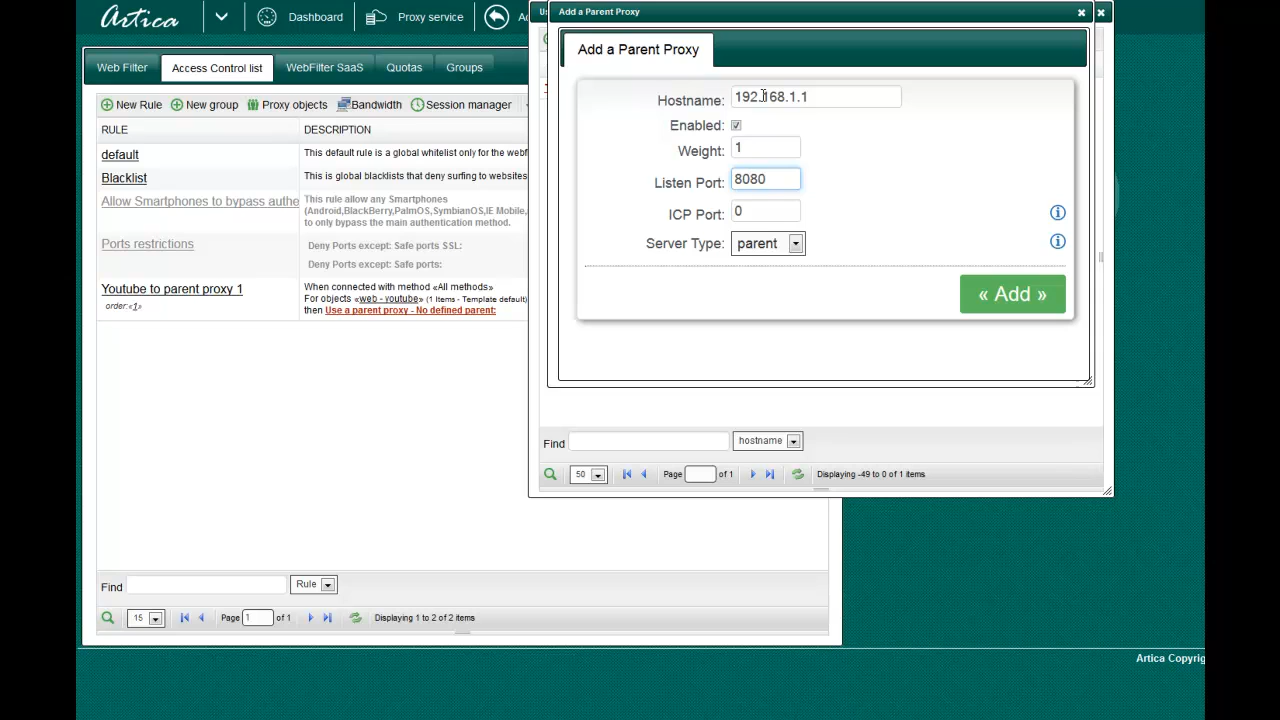 Artica
Dashboard
Proxy service
Add a Parent Proxy
Web Filter
Access Control list
WebFilter SaaS
Quotas
Groups
Add a Parent Proxy
New Rule
New group
Proxy objects
Bandwidth
Session manager
RULE
DESCRIPTION
default
This default rule is a global whitelist only for the
Blacklist
This is global blacklists that deny surfing to websites
Allow Smartphones to bypass authe
This rule allow any Smartphones
(Android,BlackBerry,PalmOS,SymbianOS,IE Mobile,
to only bypass the main authentication method.
Ports restrictions
Deny Ports except: Safe ports SSL:
Deny Ports except: Safe ports:
Youtube to parent proxy 1
order:«1»
When connected with method «All methods»
For objects «web - youtube» (1 Items - Template default)
then Use a parent proxy - No defined parent:
Hostname: 192.168.1.1
Enabled:
Weight: 1
Listen Port: 8080
ICP Port: 0
Server Type: parent
« Add »
Find
hostname
50
Page
of 1
Displaying -49 to 0 of 1 items
Find
Rule
15
Page 1 of 1
Displaying 1 to 2 of 2 items
Artica Copyrig